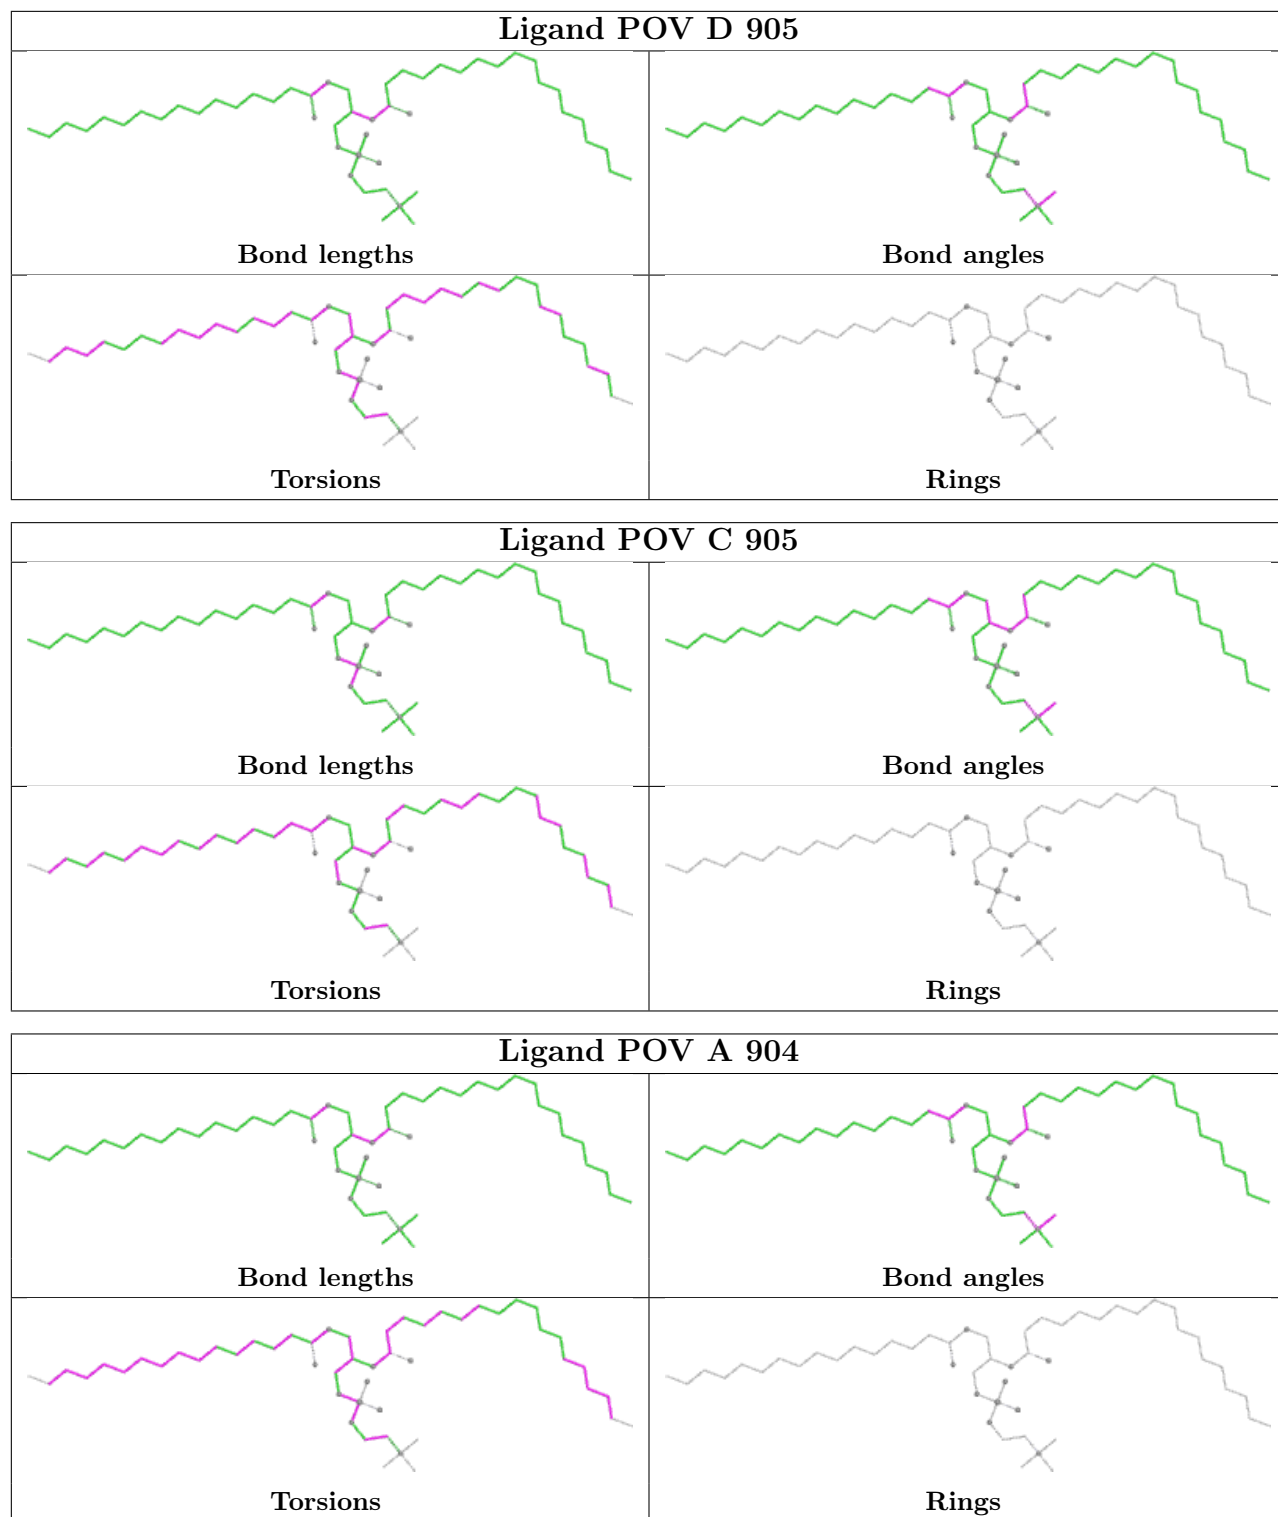 Ligand POV D 905
Bond lengths
Bond angles
Torsions
Rings
Ligand POV C 905
Bond lengths
Bond angles
Torsions
Rings
Ligand POV A 904
Bond lengths
Bond angles
Torsions
Rings